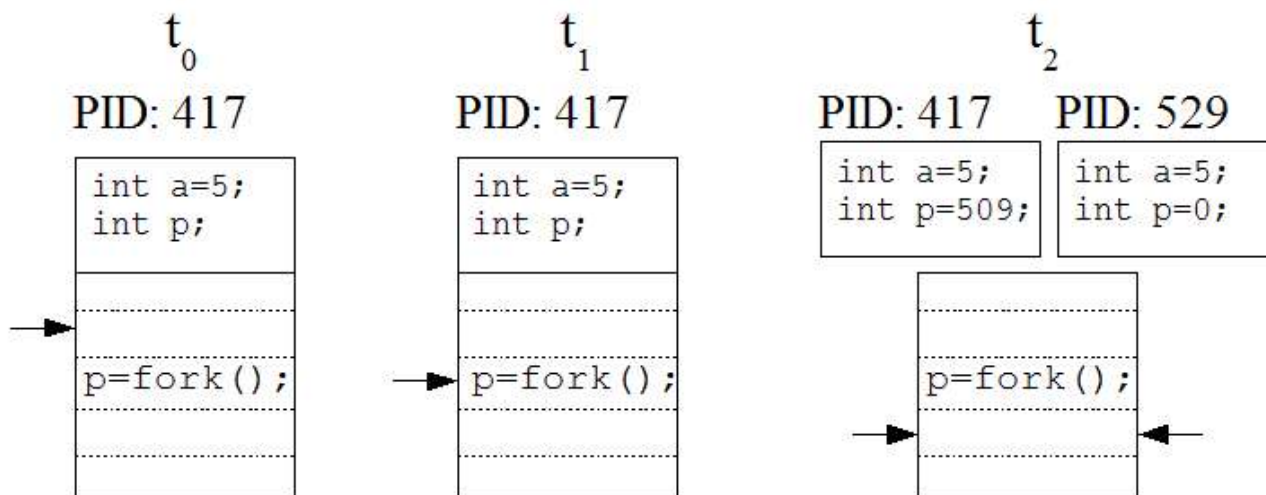 t0
PID: 417
int a=5;
int p;
p=fork();
t1
PID: 417
int a=5;
int p;
p=fork();
t2
PID: 417
int a=5;
int p=509;
PID: 529
int a=5;
int p=0;
p=fork();